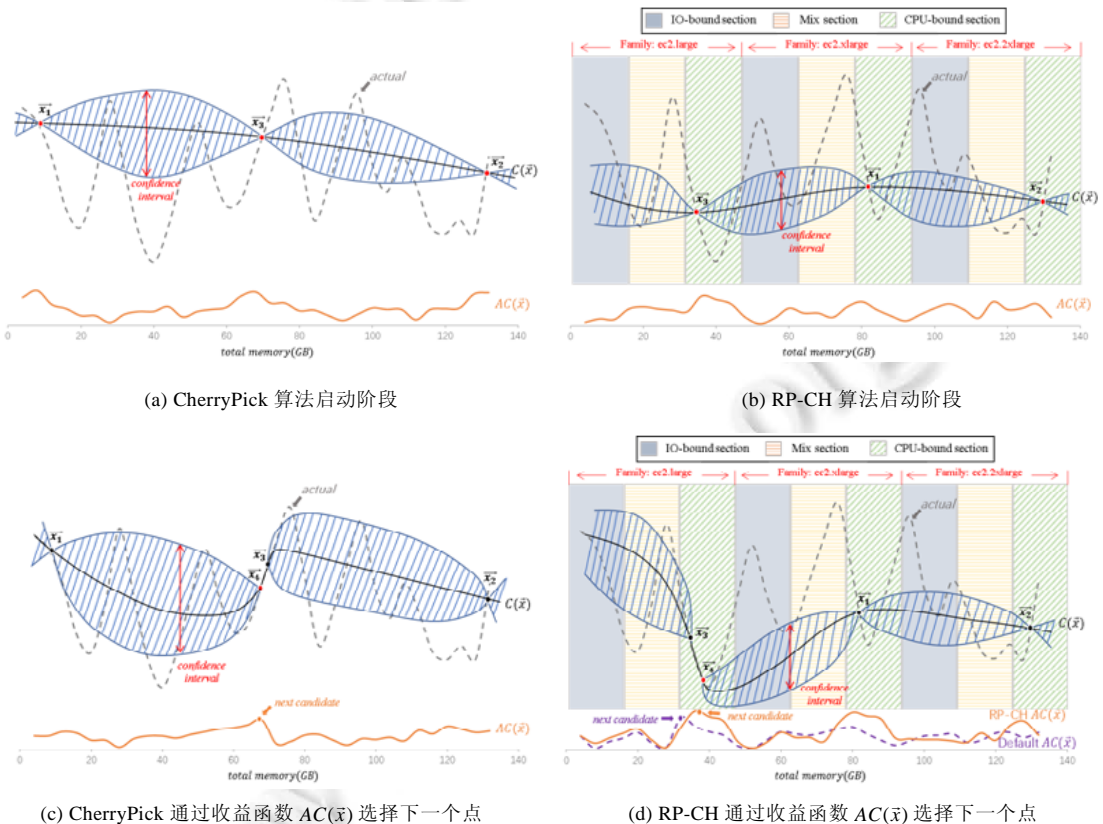 actual
x₁
x₃
x₂
C(x⃗)
confidence
interval
AC(x⃗)
0 20 40 60 80 100 120 140
total memory(GB)
(a) CherryPick 算法启动阶段
IO-bound section Mix section CPU-bound section
Family: ec2.large Family: ec2.xlarge Family: ec2.2xlarge
actual
x₁
x₂
x₃
C(x⃗)
confidence
interval
AC(x⃗)
0 20 40 60 80 100 120 140
total memory(GB)
(b) RP-CH 算法启动阶段
actual
x₁
x₃
x₄
x₂
C(x⃗)
confidence
interval
next candidate
AC(x⃗)
0 20 40 60 80 100 120 140
total memory(GB)
(c) CherryPick 通过收益函数 AC(x⃗) 选择下一个点
IO-bound section Mix section CPU-bound section
Family: ec2.large Family: ec2.xlarge Family: ec2.2xlarge
actual
x₁
x₂
x₃
C(x⃗)
x₄
confidence
interval
next candidate
next candidate
RP-CH AC(x⃗)
Default AC(x⃗)
0 20 40 60 80 100 120 140
total memory(GB)
(d) RP-CH 通过收益函数 AC(x⃗) 选择下一个点